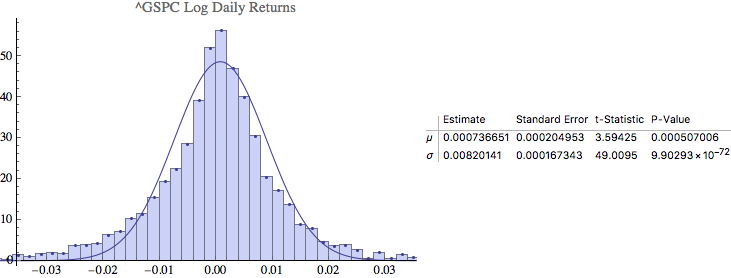 ^GSPC Log Daily Returns
50
40
30
20
10
0
−0.03 −0.02 −0.01 0.00 0.01 0.02 0.03
Estimate Standard Error t-Statistic P-Value
μ 0.000736651 0.000204953 3.59425 0.000507006
σ 0.00820141 0.000167343 49.0095 9.90293×10⁻⁷²